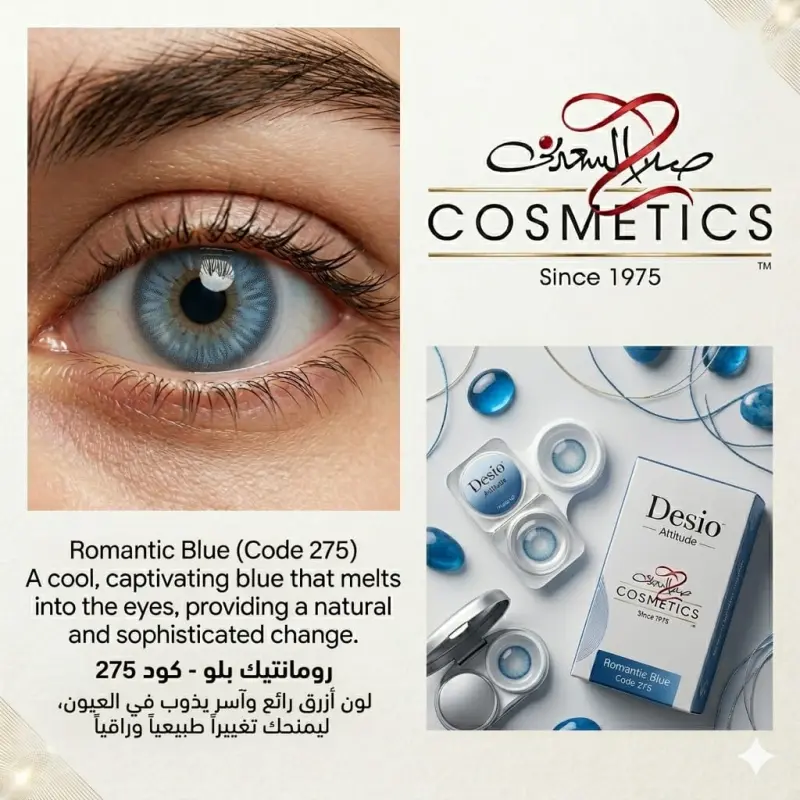 COSMETICS
Since 1975
TM
Romantic Blue (Code 275)
A cool, captivating blue that melts
into the eyes, providing a natural
and sophisticated change.
رومانتيك بلو - كود 275
لون أزرق رائع وآسر يذوب في العيون،
ليمنحك تغييراً طبيعياً وراقياً
Desio
Attitude
Desio
Attitude
COSMETICS
Since 1975
Romantic Blue
Code 275